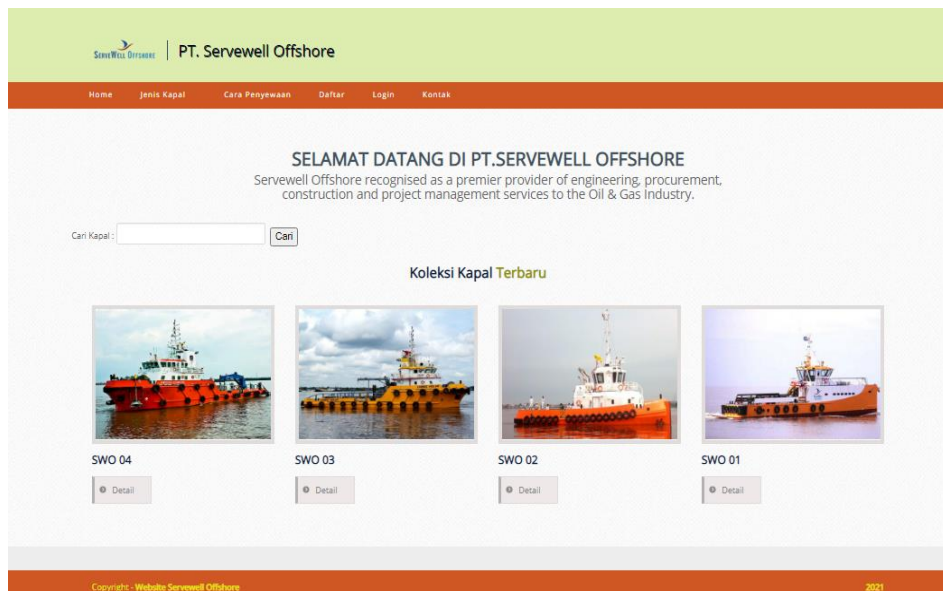 SERVEWELL OFFSHORE
PT. Servewell Offshore
Home Jenis Kapal Cara Penyewaan Daftar Login Kontak
SELAMAT DATANG DI PT.SERVEWELL OFFSHORE
Servewell Offshore recognised as a premier provider of engineering, procurement,
construction and project management services to the Oil & Gas Industry.
Cari Kapal : Cari
Koleksi Kapal Terbaru
SWO 04 SWO 03 SWO 02 SWO 01
Detail Detail Detail Detail
Copyright - Website Servewell Offshore 2021